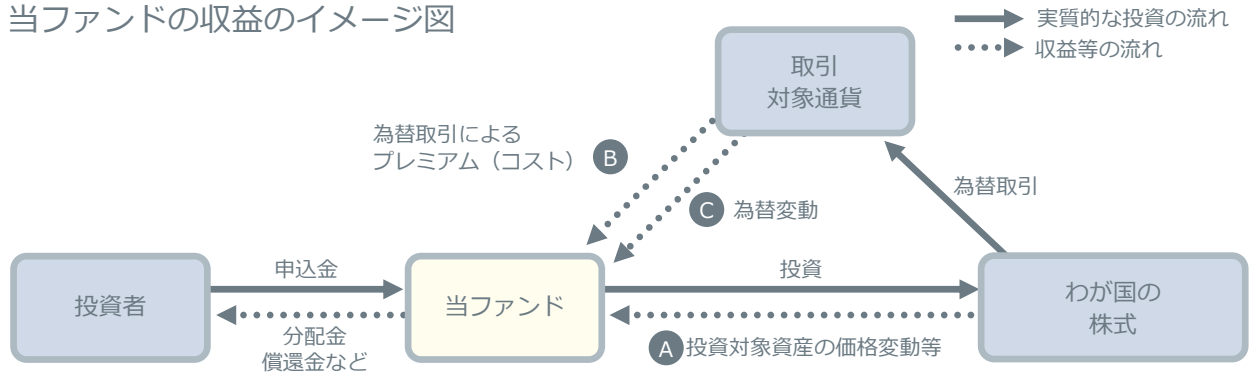 当ファンドの収益のイメージ図
実質的な投資の流れ
収益等の流れ
取引
対象通貨
為替取引による
プレミアム（コスト）
B
C
為替変動
為替取引
投資者
申込金
分配金
償還金など
当ファンド
投資
A
投資対象資産の価格変動等
わが国の
株式